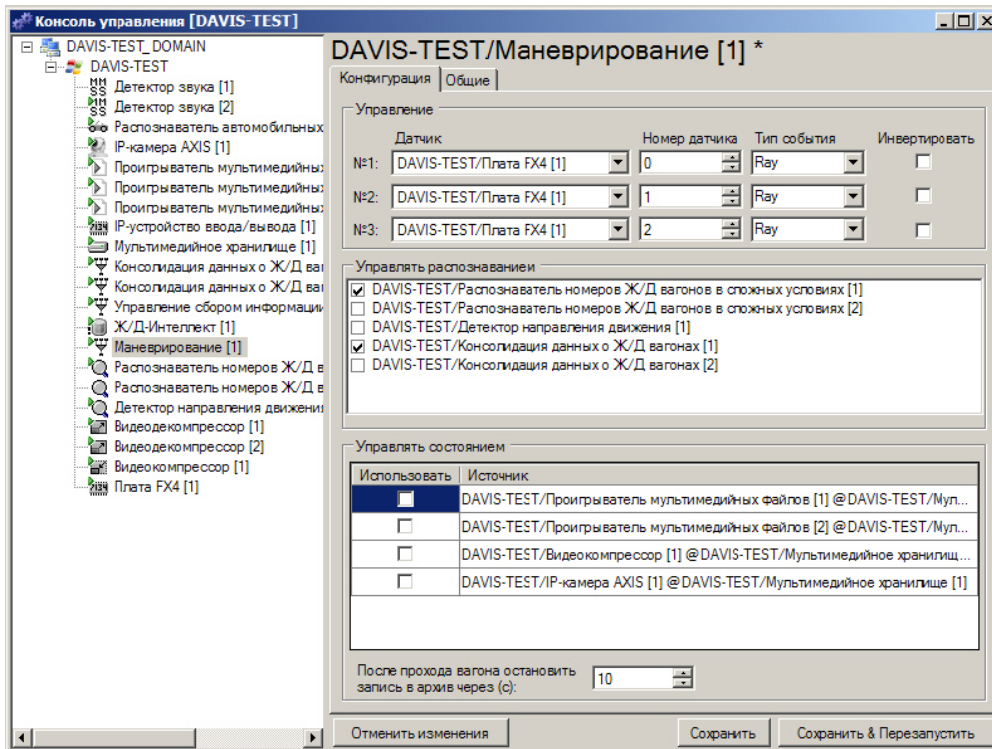 Консоль управления [DAVIS-TEST]
DAVIS-TEST_DOMAIN
DAVIS-TEST
Детектор звука [1]
Детектор звука [2]
Распознаватель автомобильных
IP-камера AXIS [1]
Проигрыватель мультимедийных
Проигрыватель мультимедийных
Проигрыватель мультимедийных
IP-устройство ввода/вывода [1]
Мультимедийное хранилище [1]
Консолидация данных о Ж/Д ваг
Консолидация данных о Ж/Д ваг
Управление сбором информации
Ж/Д-Интеллект [1]
Маневрирование [1]
Распознаватель номеров Ж/Д в
Распознаватель номеров Ж/Д в
Детектор направления движения
Видеодекомпрессор [1]
Видеодекомпрессор [2]
Видеокомпрессор [1]
Плата FX4 [1]
DAVIS-TEST/Маневрирование [1] *
Конфигурация Общие
Управление
Датчик Номер датчика Тип события Инвертировать
№1: DAVIS-TEST/Плата FX4 [1] 0 Ray
№2: DAVIS-TEST/Плата FX4 [1] 1 Ray
№3: DAVIS-TEST/Плата FX4 [1] 2 Ray
Управлять распознаванием
DAVIS-TEST/Распознаватель номеров Ж/Д вагонов в сложных условиях [1]
DAVIS-TEST/Распознаватель номеров Ж/Д вагонов в сложных условиях [2]
DAVIS-TEST/Детектор направления движения [1]
DAVIS-TEST/Консолидация данных о Ж/Д вагонах [1]
DAVIS-TEST/Консолидация данных о Ж/Д вагонах [2]
Управлять состоянием
Использовать Источник
DAVIS-TEST/Проигрыватель мультимедийных файлов [1] @DAVIS-TEST/Мул...
DAVIS-TEST/Проигрыватель мультимедийных файлов [2] @DAVIS-TEST/Мул...
DAVIS-TEST/Видеокомпрессор [1] @DAVIS-TEST/Мультимедийное хранилищ...
DAVIS-TEST/IP-камера AXIS [1] @DAVIS-TEST/Мультимедийное хранилище [1]
После прохода вагона остановить
запись в архив через (с): 10
Отменить изменения Сохранить Сохранить & Перезапустить